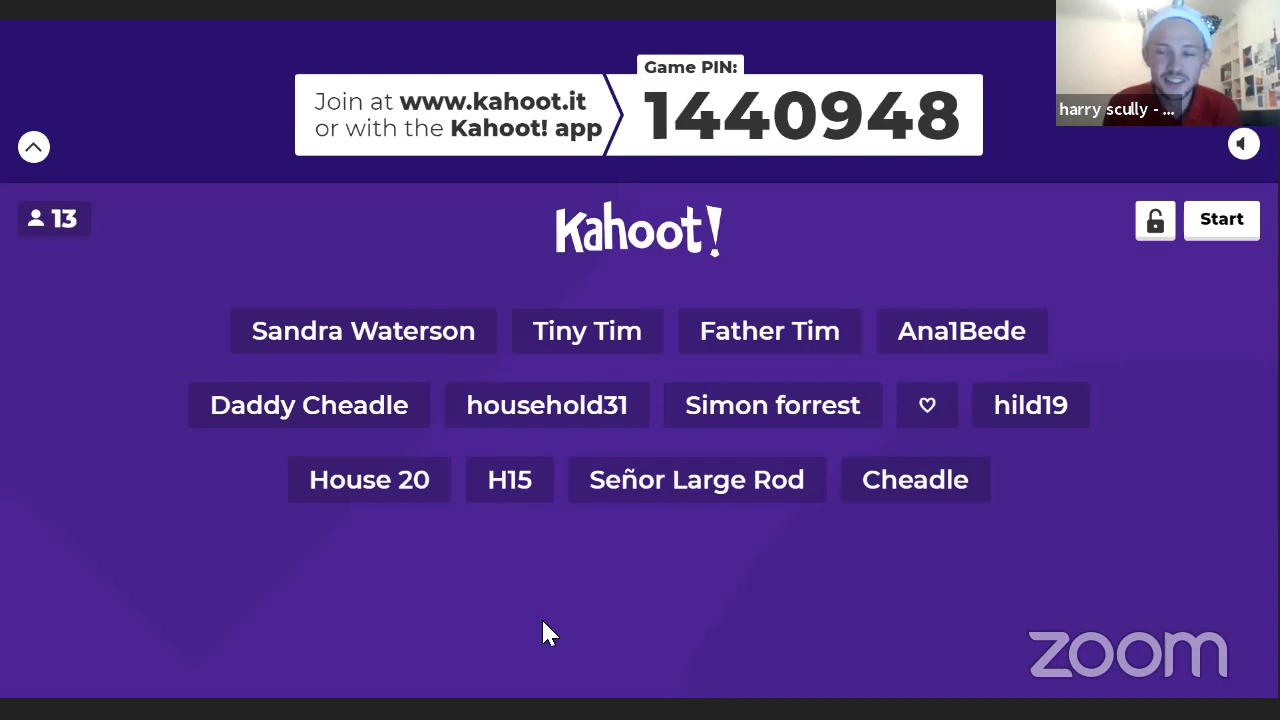 Game PIN:
Join at www.kahoot.it
or with the Kahoot! app
1440948
harry scully - ...
13
Kahoot!
Start
Sandra Waterson
Tiny Tim
Father Tim
Ana1Bede
Daddy Cheadle
household31
Simon forrest
♡
hild19
House 20
H15
Señor Large Rod
Cheadle
zoom